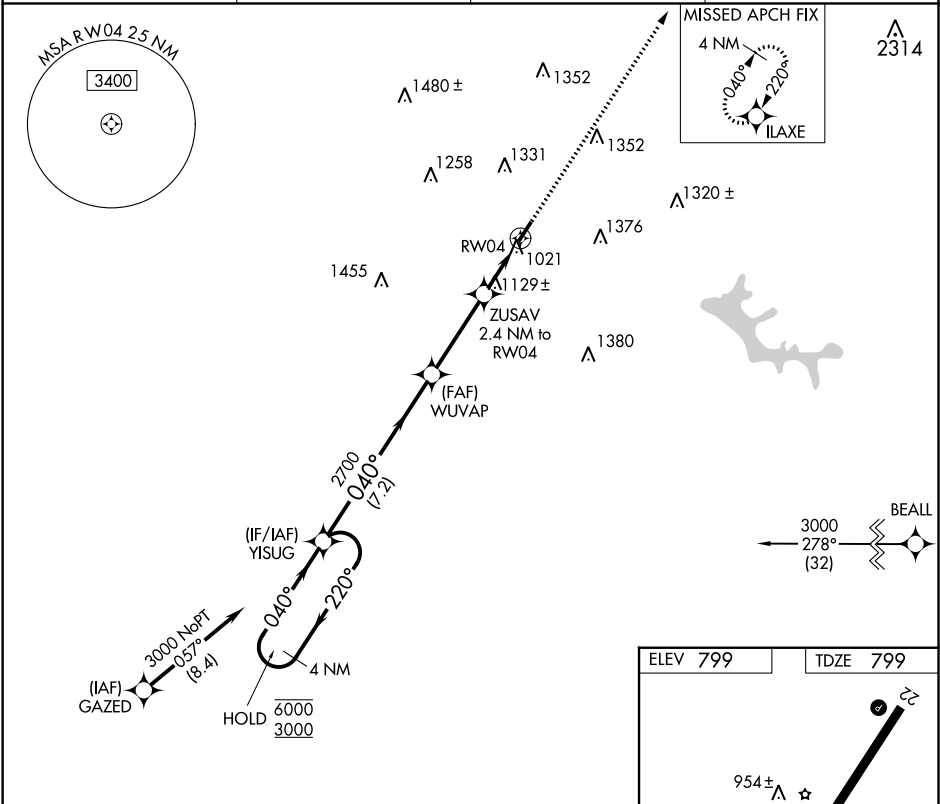 MSA RW04 25 NM
3400
1480 ±
1352
MISSED APCH FIX
4 NM
040°
220°
ILAXE
2314
1258
1331
1352
1320 ±
1376
RW04
1021
1455
1129 ±
ZUSAV
2.4 NM to
RW04
1380
(FAF)
WUVAP
2700
040°
(7.2)
(IF/IAF)
YISUG
BEALL
3000
278°
(32)
040°
220°
3000 NoPT
057°
(8.4)
4 NM
(IAF)
GAZED
HOLD
6000
3000
ELEV 799
TDZE 799
22
P
954 ±